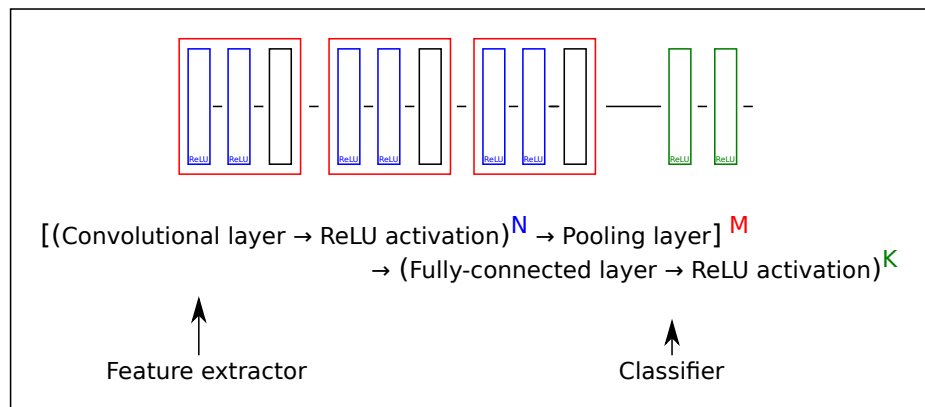 ReLU ReLU ReLU ReLU ReLU ReLU ReLU ReLU
[(Convolutional layer → ReLU activation)^N → Pooling layer] ^M
→ (Fully-connected layer → ReLU activation)^K
Feature extractor Classifier